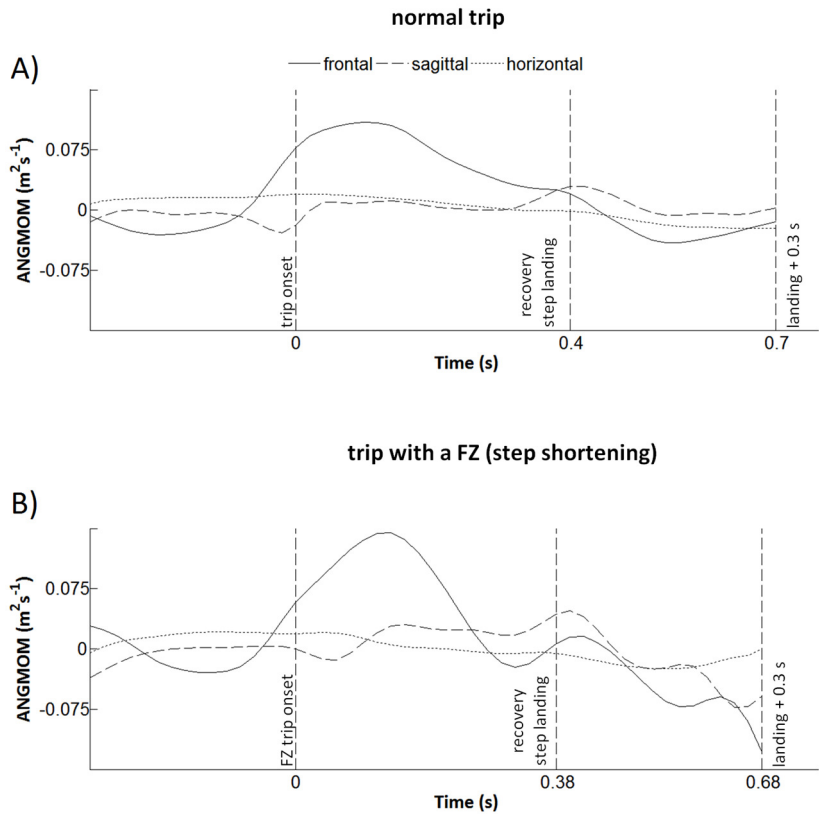 normal trip
A)
frontal sagittal horizontal
ANGMOM (m²s⁻¹)
0.075
0
-0.075
trip onset
recovery
step landing
landing + 0.3 s
0 0.4 0.7
Time (s)
trip with a FZ (step shortening)
B)
ANGMOM (m²s⁻¹)
0.075
0
-0.075
FZ trip onset
recovery
step landing
landing + 0.3 s
0 0.38 0.68
Time (s)